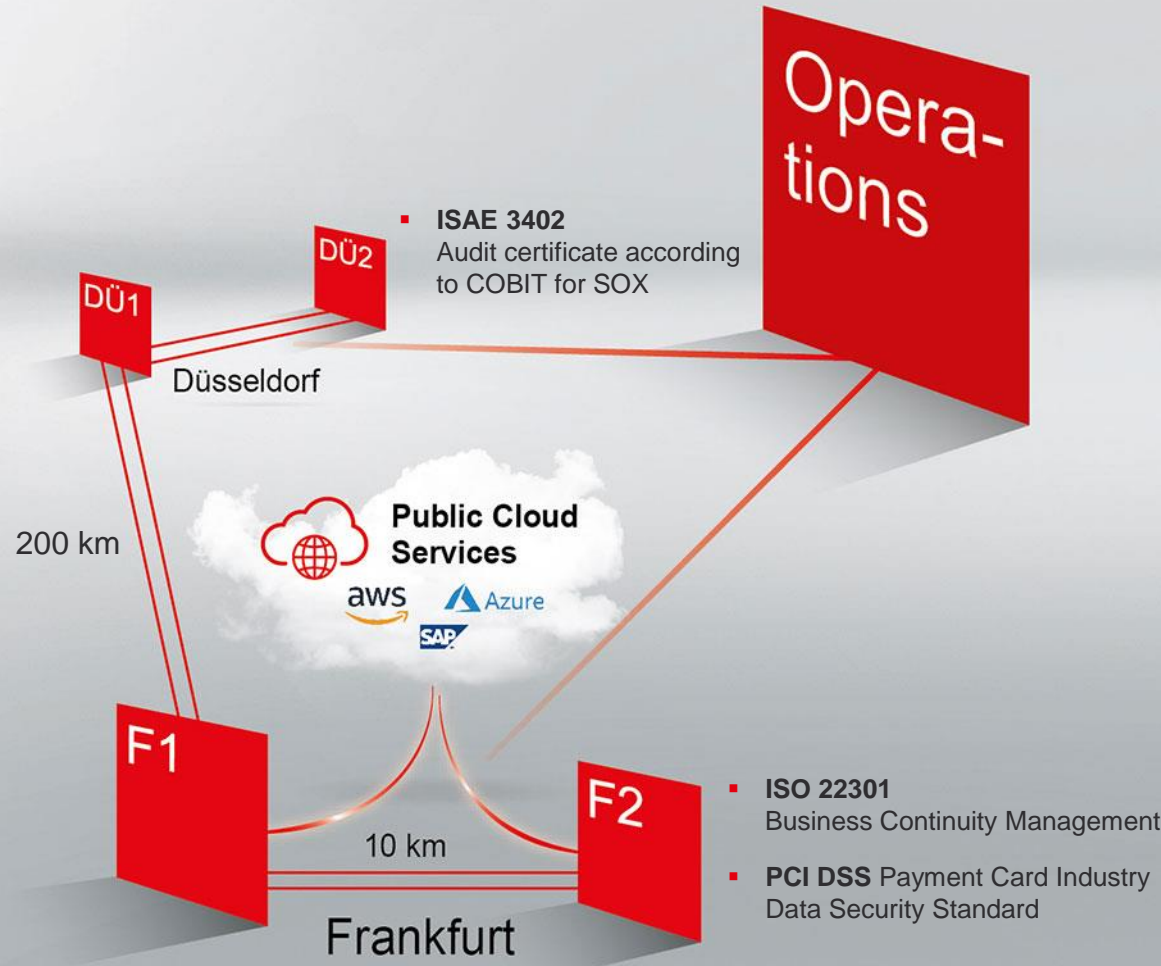 Opera-
tions
▪ ISAE 3402
Audit certificate according
to COBIT for SOX
DÜ2
DÜ1
Düsseldorf
200 km
Public Cloud
Services
aws
Azure
SAP
F1
F2
10 km
Frankfurt
▪ ISO 22301
Business Continuity Management
▪ PCI DSS Payment Card Industry
Data Security Standard